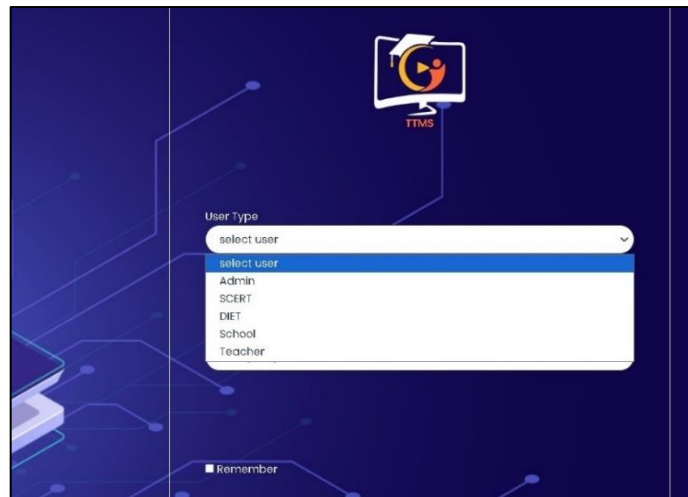 TTMS
User Type
select user
select user
Admin
SCERT
DIET
School
Teacher
Remember